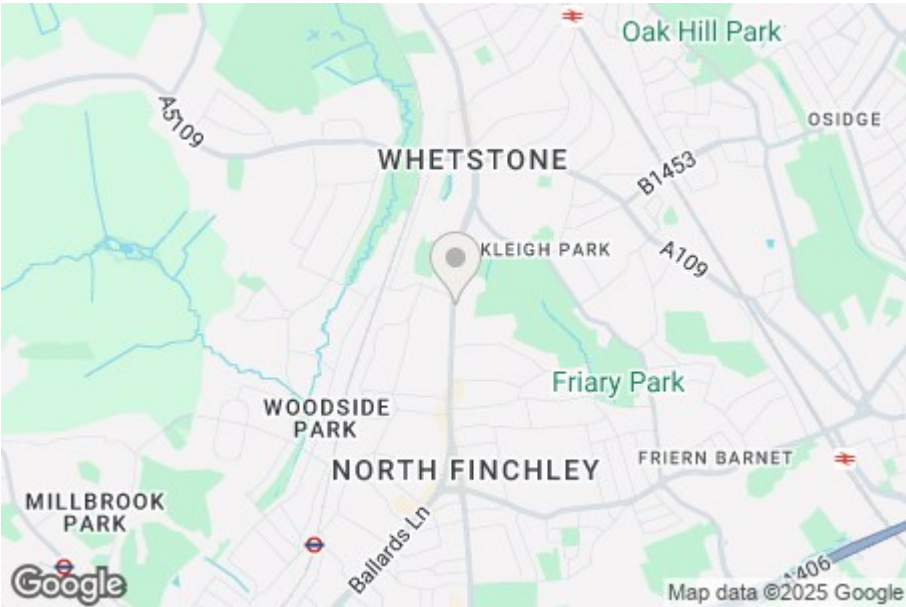 Oak Hill Park
A5109
OSIDGE
WHETSTONE
B1453
KLEIGH PARK
A109
Friary Park
WOODSIDE
PARK
NORTH FINCHLEY
FRIERN BARNET
MILLBROOK
PARK
Ballards Ln
A406
Google
Map data ©2025 Google